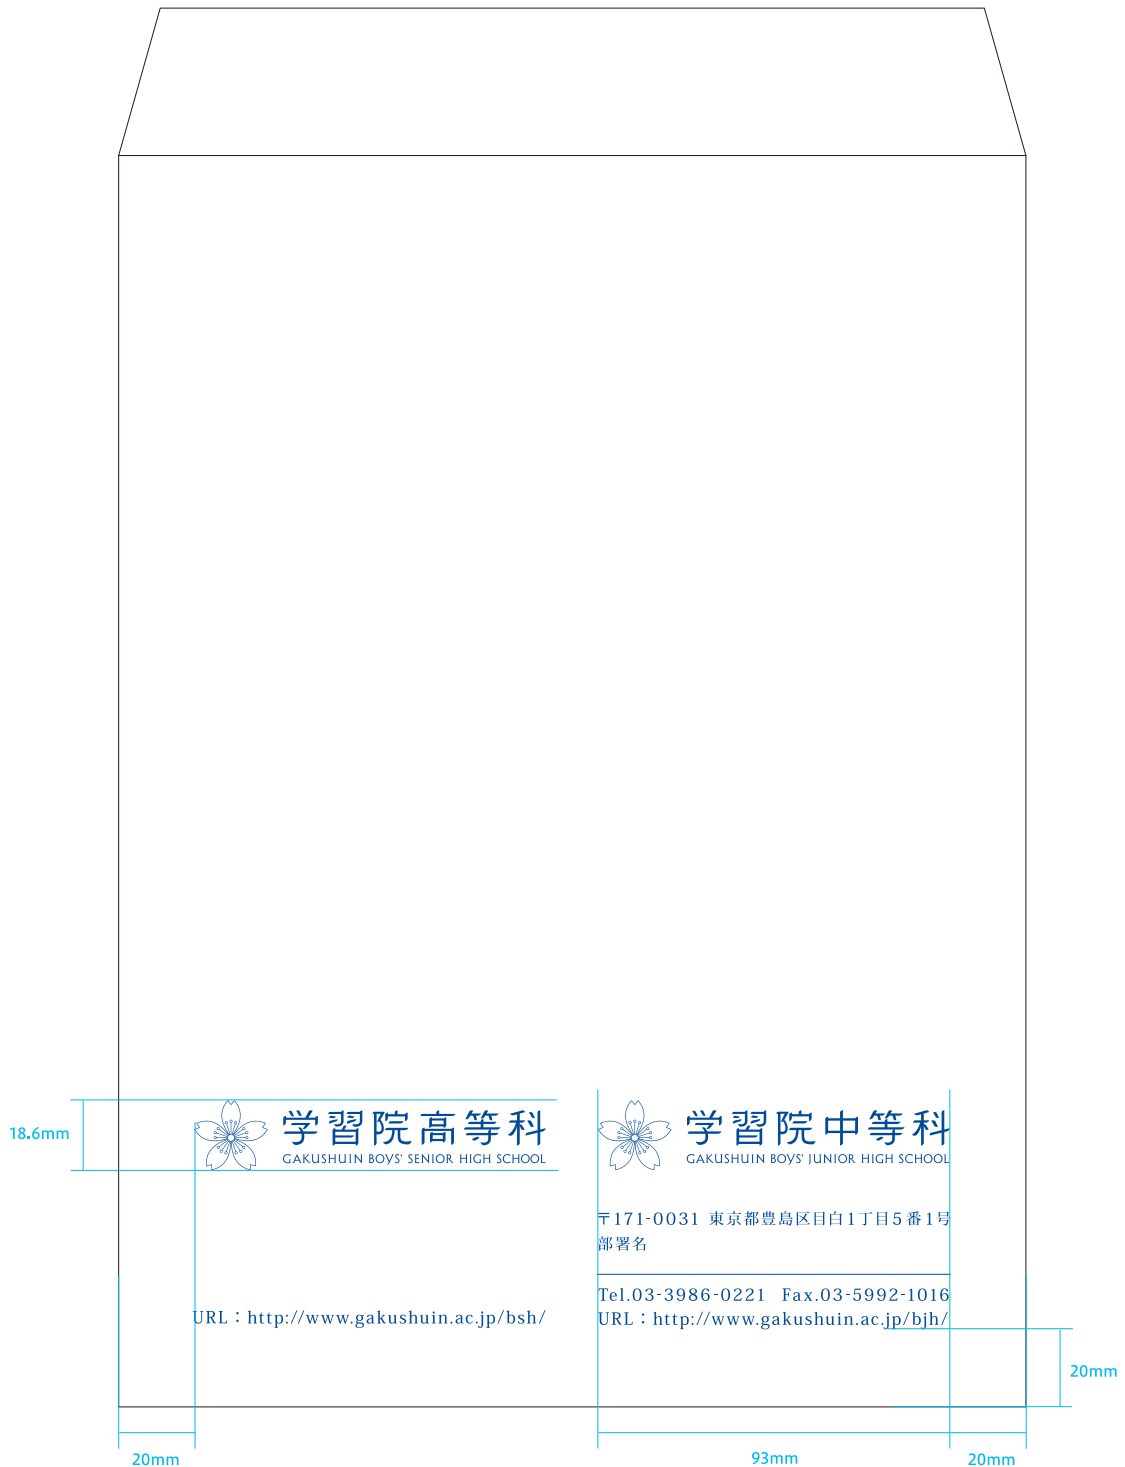 18.6mm
学習院高等科
GAKUSHUIN BOYS' SENIOR HIGH SCHOOL
URL：http://www.gakushuin.ac.jp/bsh/
学習院中等科
GAKUSHUIN BOYS' JUNIOR HIGH SCHOOL
〒171-0031 東京都豊島区目白1丁目5番1号
部署名
Tel.03-3986-0221 Fax.03-5992-1016
URL：http://www.gakushuin.ac.jp/bjh/
20mm
20mm
93mm
20mm